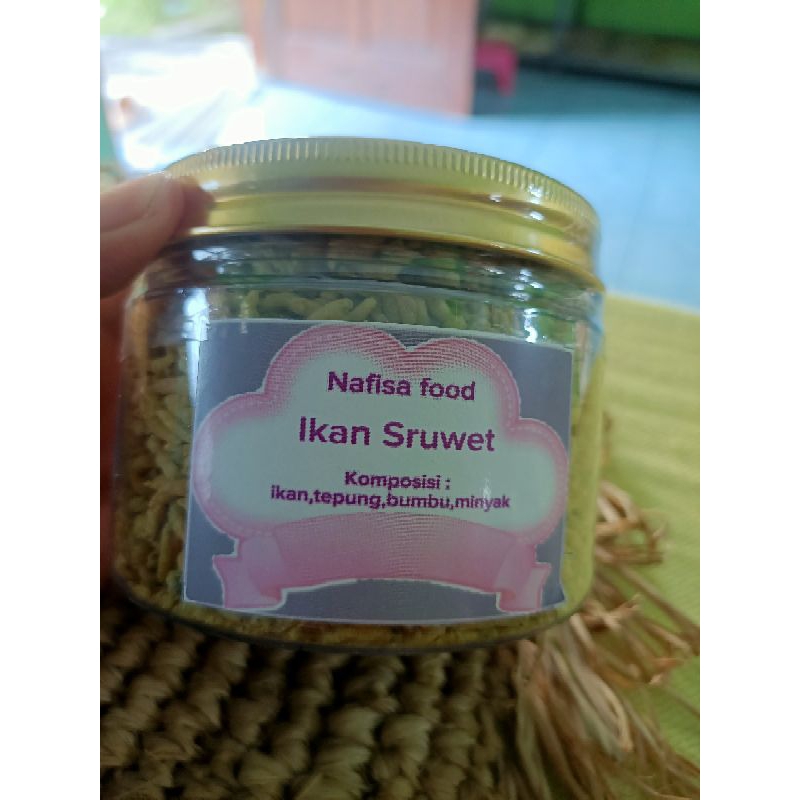 Nafisa food
Ikan Sruwet
Komposisi :
ikan,tepung,bumbu,minyak